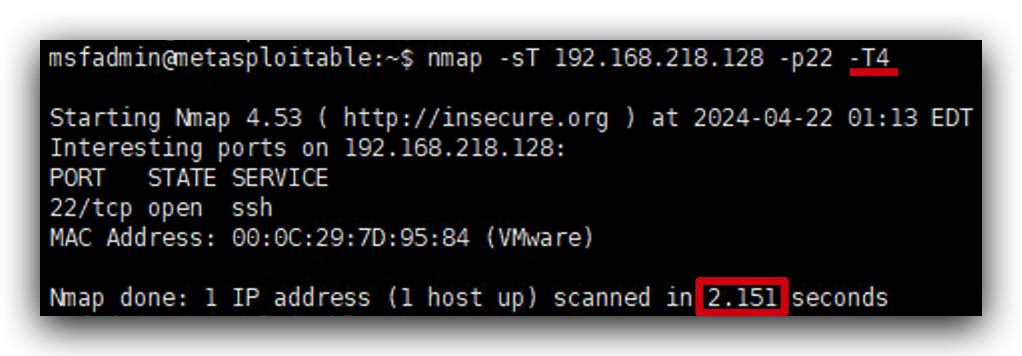 msfadmin@metasploitable:~$ nmap -sT 192.168.218.128 -p22 -T4
Starting Nmap 4.53 ( http://insecure.org ) at 2024-04-22 01:13 EDT
Interesting ports on 192.168.218.128:
PORT   STATE SERVICE
22/tcp open  ssh
MAC Address: 00:0C:29:7D:95:84 (VMware)
Nmap done: 1 IP address (1 host up) scanned in 2.151 seconds